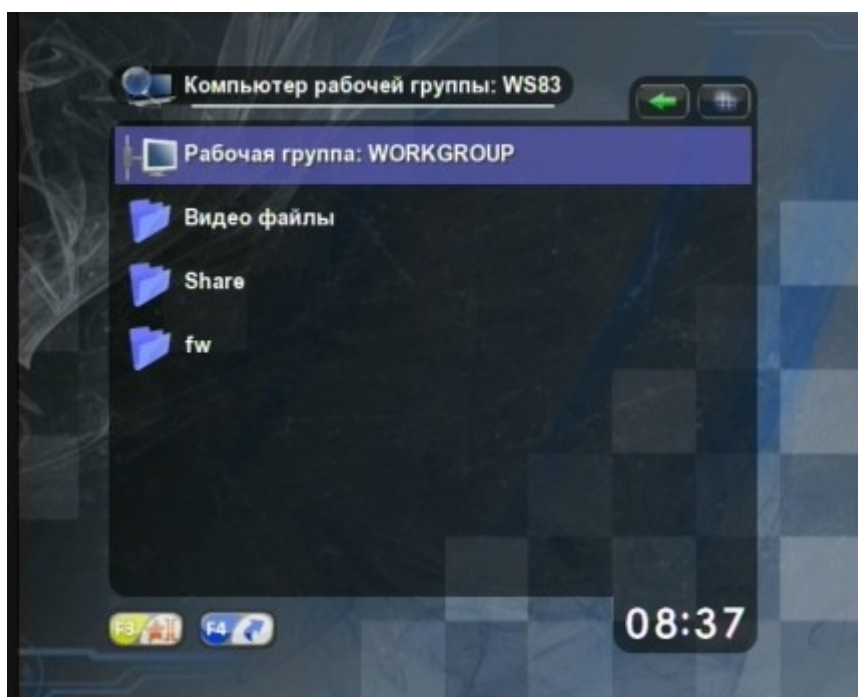 Компьютер рабочей группы: WS83
Рабочая группа: WORKGROUP
Видео файлы
Share
fw
F3
F4
08:37